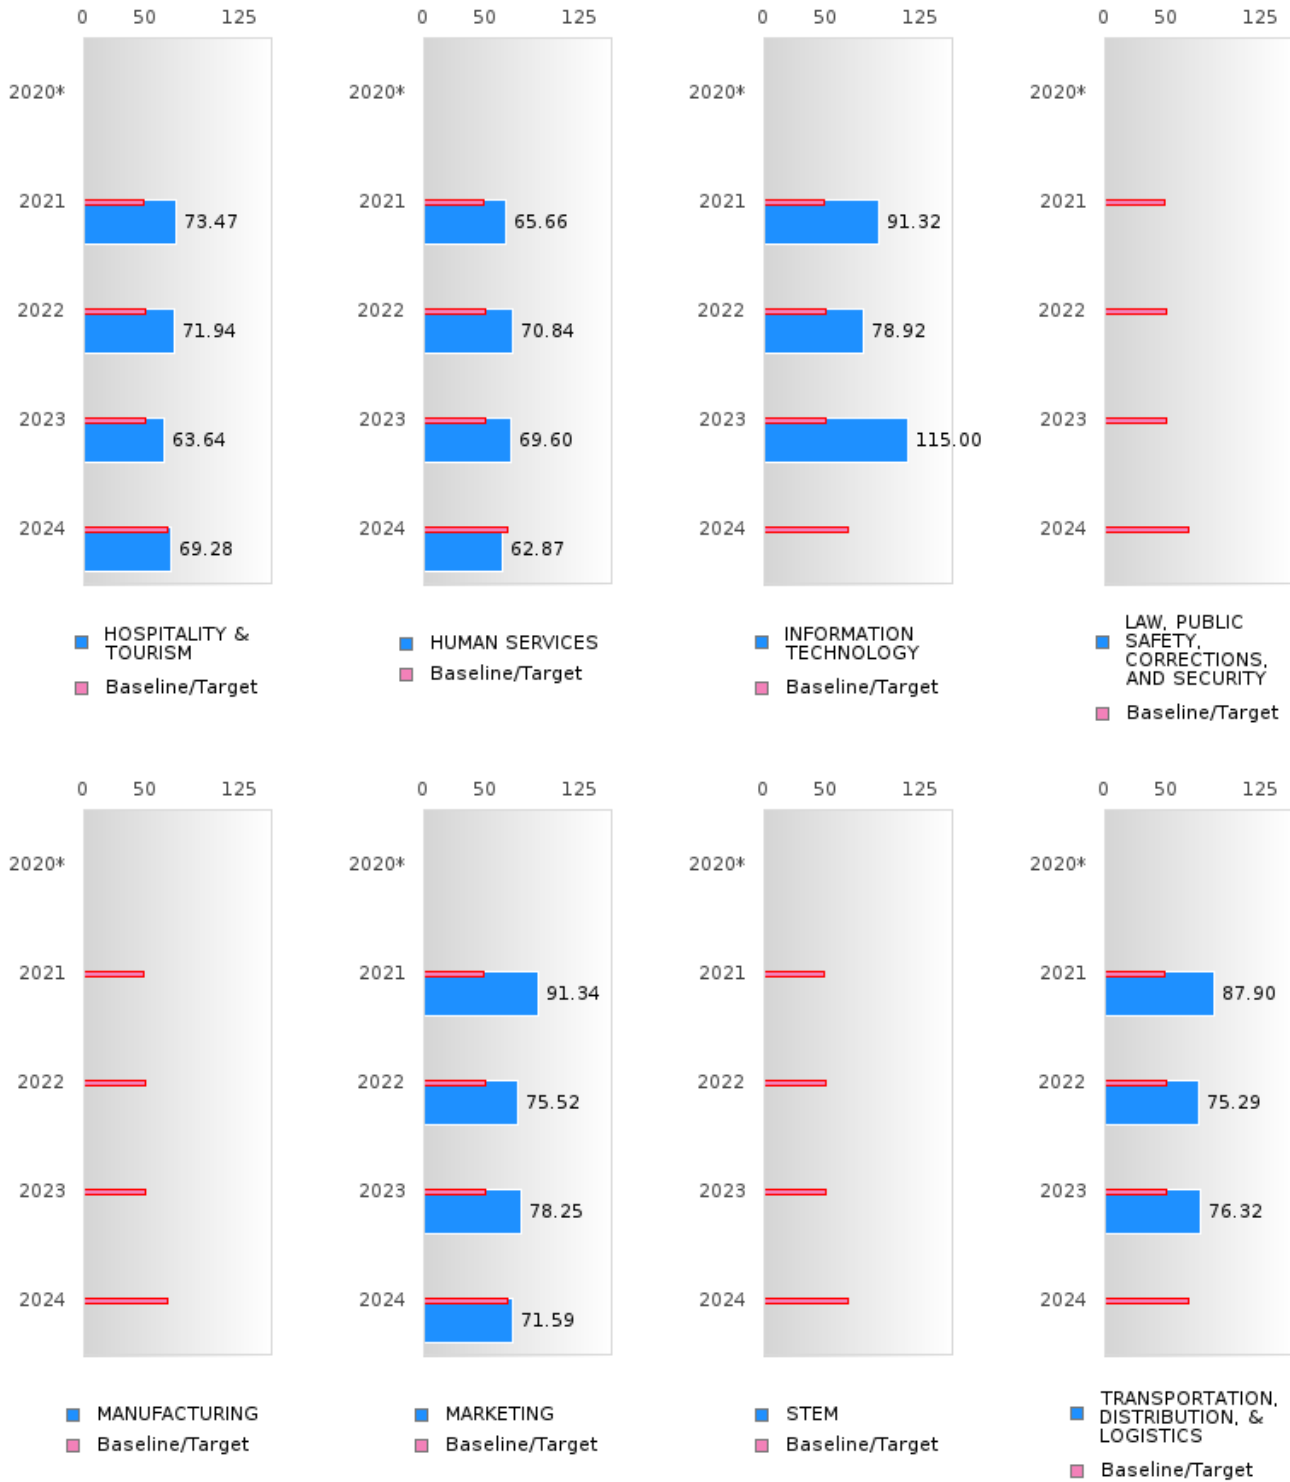 0 50 125
0 50 125
0 50 125
0 50 125
2020*
2020*
2020*
2020*
2021 73.47
2021 65.66
2021 91.32
2021
2022 71.94
2022 70.84
2022 78.92
2022
2023 63.64
2023 69.60
2023 115.00
2023
2024 69.28
2024 62.87
2024
2024
HOSPITALITY &
TOURISM
Baseline/Target
HUMAN SERVICES
Baseline/Target
INFORMATION
TECHNOLOGY
Baseline/Target
LAW, PUBLIC
SAFETY,
CORRECTIONS,
AND SECURITY
Baseline/Target
0 50 125
0 50 125
0 50 125
0 50 125
2020*
2020*
2020*
2020*
2021
2021 91.34
2021
2021 87.90
2022
2022 75.52
2022
2022 75.29
2023
2023 78.25
2023
2023 76.32
2024
2024 71.59
2024
2024
MANUFACTURING
Baseline/Target
MARKETING
Baseline/Target
STEM
Baseline/Target
TRANSPORTATION,
DISTRIBUTION, &
LOGISTICS
Baseline/Target